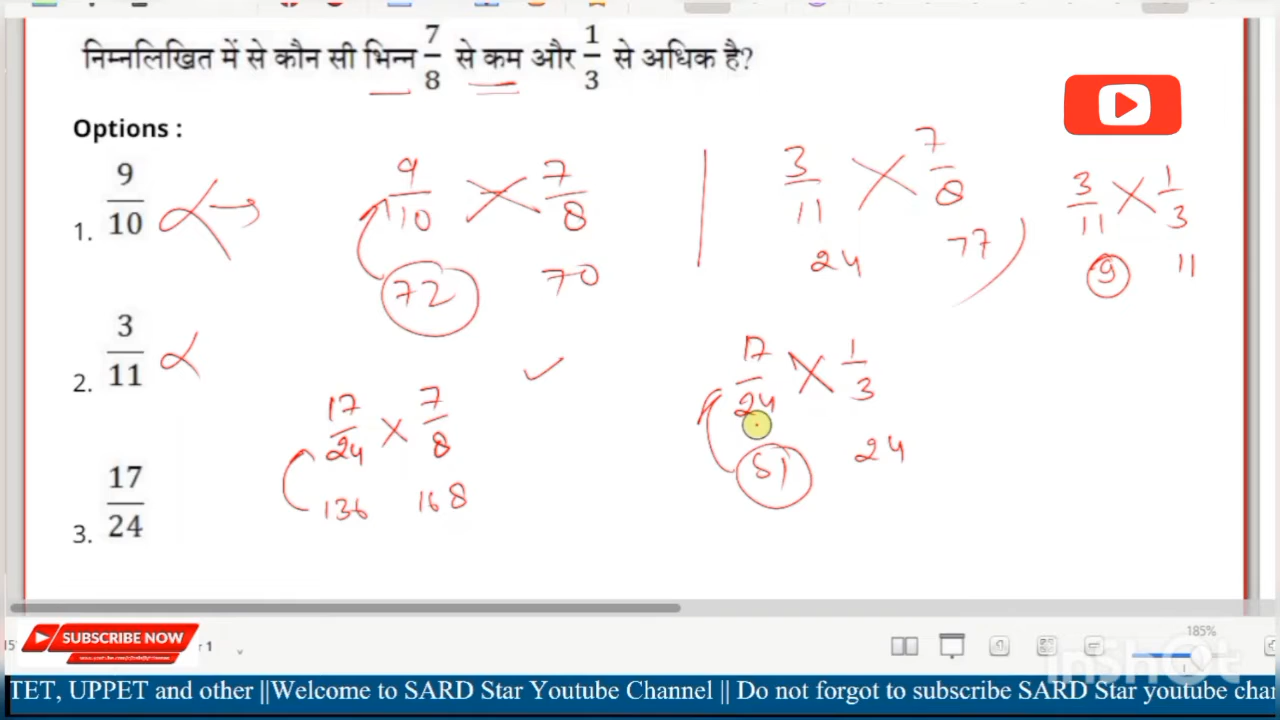 निम्नलिखित में से कौन सी भिन्न 7/8 से कम और 1/3 से अधिक है?
Options :
1. 9/10
9/10 × 7/8
72 70
3/11 × 7/8
24 77
3/11 × 1/3
9 11
2. 3/11
17/24 × 7/8
136 168
17/24 × 1/3
51 24
3. 17/24
SUBSCRIBE NOW
185%
InShOt
TET, UPPET and other ||Welcome to SARD Star Youtube Channel || Do not forgot to subscribe SARD Star youtube chan